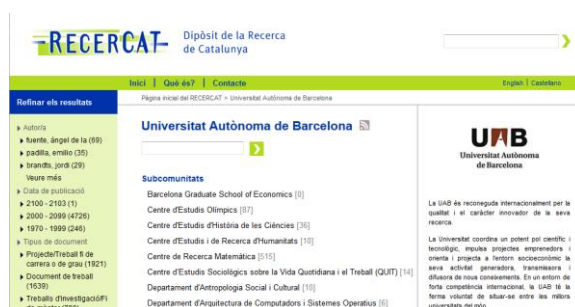 RECERCAT
Dipòsit de la Recerca
de Catalunya
Inici | Què és? | Contacte
English | Castellano
Pàgina inicial del RECERCAT > Universitat Autònoma de Barcelona
Refinar els resultats
Autoria
fuente, ángel de la (69)
padilla, emilio (35)
brandts, jordi (29)
Veure més
Data de publicació
2100 - 2103 (1)
2000 - 2099 (4726)
1970 - 1999 (246)
Tipus de document
Projecte/Treball fi de
carrera o de grau (1921)
Document de treball
(1639)
Treballs d'investigació/Fi
Universitat Autònoma de Barcelona
Subcomunitats
Barcelona Graduate School of Economics [0]
Centre d'Estudis Olímpics [87]
Centre d'Estudis d'Història de les Ciències [36]
Centre d'Estudis i de Recerca d'Humanitats [10]
Centre de Recerca Matemàtica [515]
Centre d'Estudis Sociològics sobre la Vida Quotidiana i el Treball (QUIT) [14]
Departament d'Antropologia Social i Cultural [10]
Departament d'Arquitectura de Computadors i Sistemes Operatius [6]
UAB
Universitat Autònoma
de Barcelona
La UAB és reconeguda internacionalment per la
qualitat i el caràcter innovador de la seva
recerca.
La Universitat coordina un potent pol científic i
tecnològic, impulsa projectes emprenedors i
orienta i projecta a l'entorn socioeconòmic la
seva activitat generadora, transmissora i
difusora de nous coneixements. En un entorn de
forta competència internacional, la UAB té la
ferma voluntat de situar-se entre les millors
universitats del món.